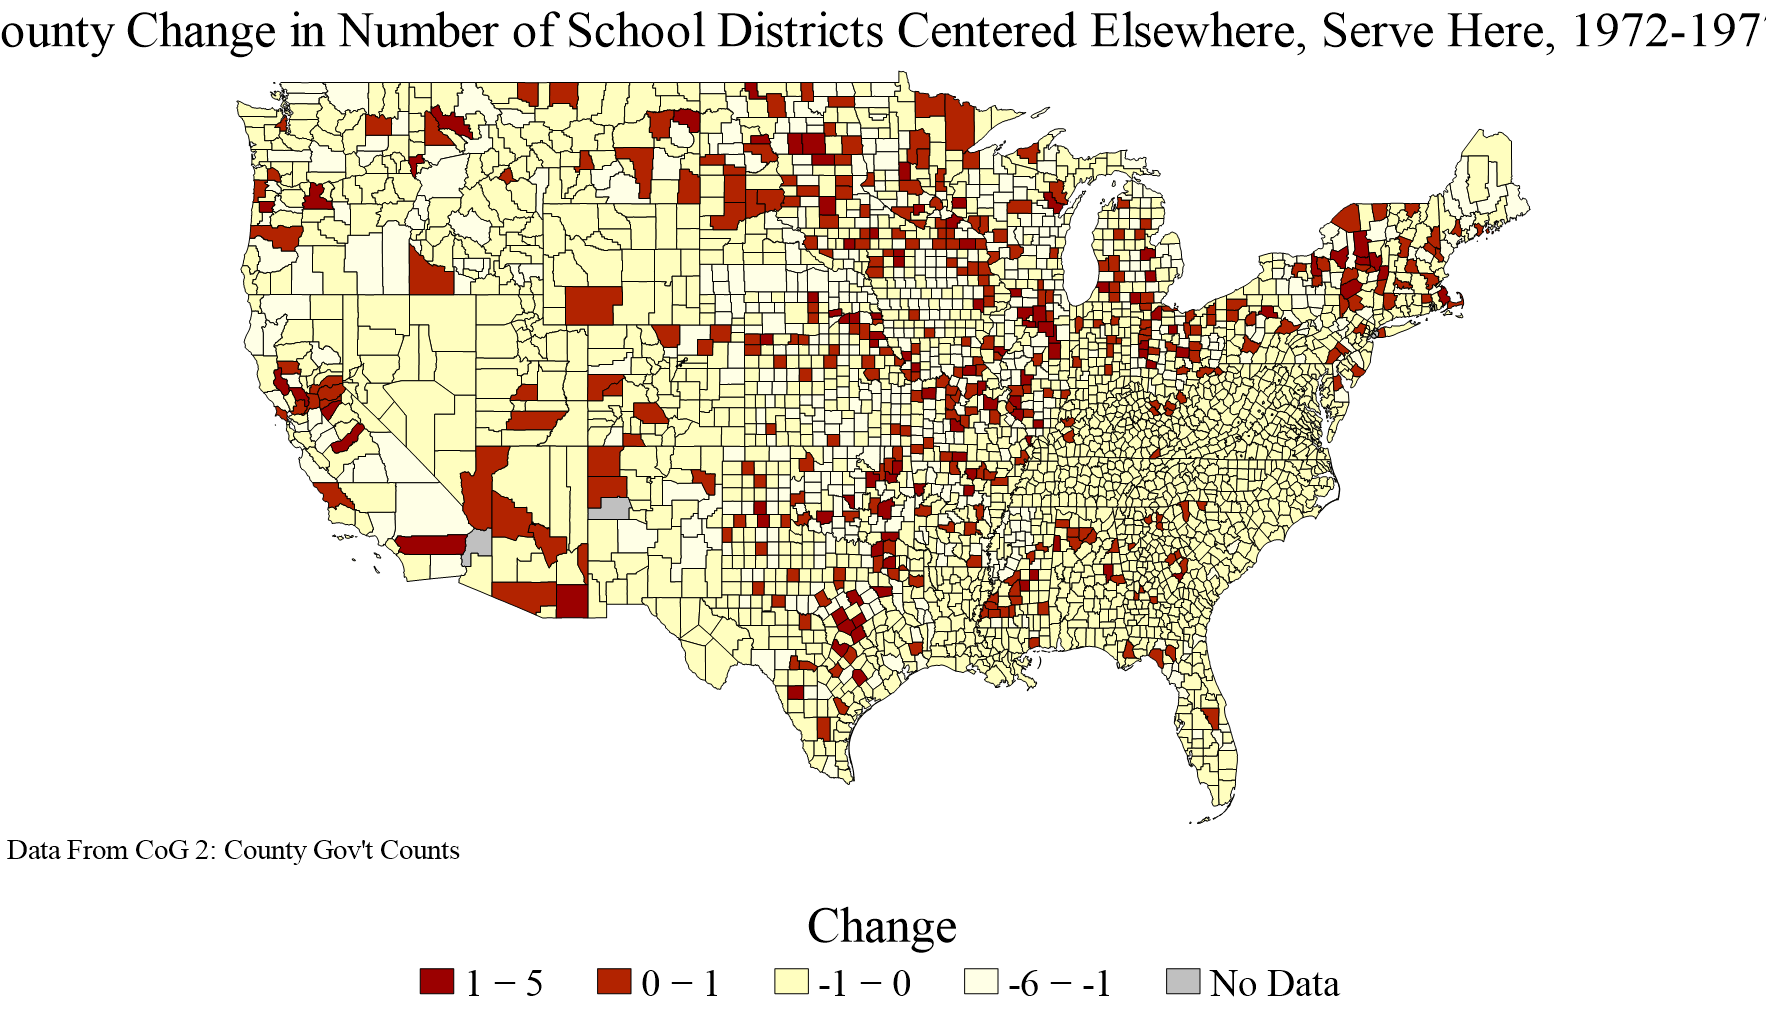 ounty Change in Number of School Districts Centered Elsewhere, Serve Here, 1972-197
Data From CoG 2: County Gov't Counts
Change
1 – 5
0 – 1
-1 – 0
-6 – -1
No Data